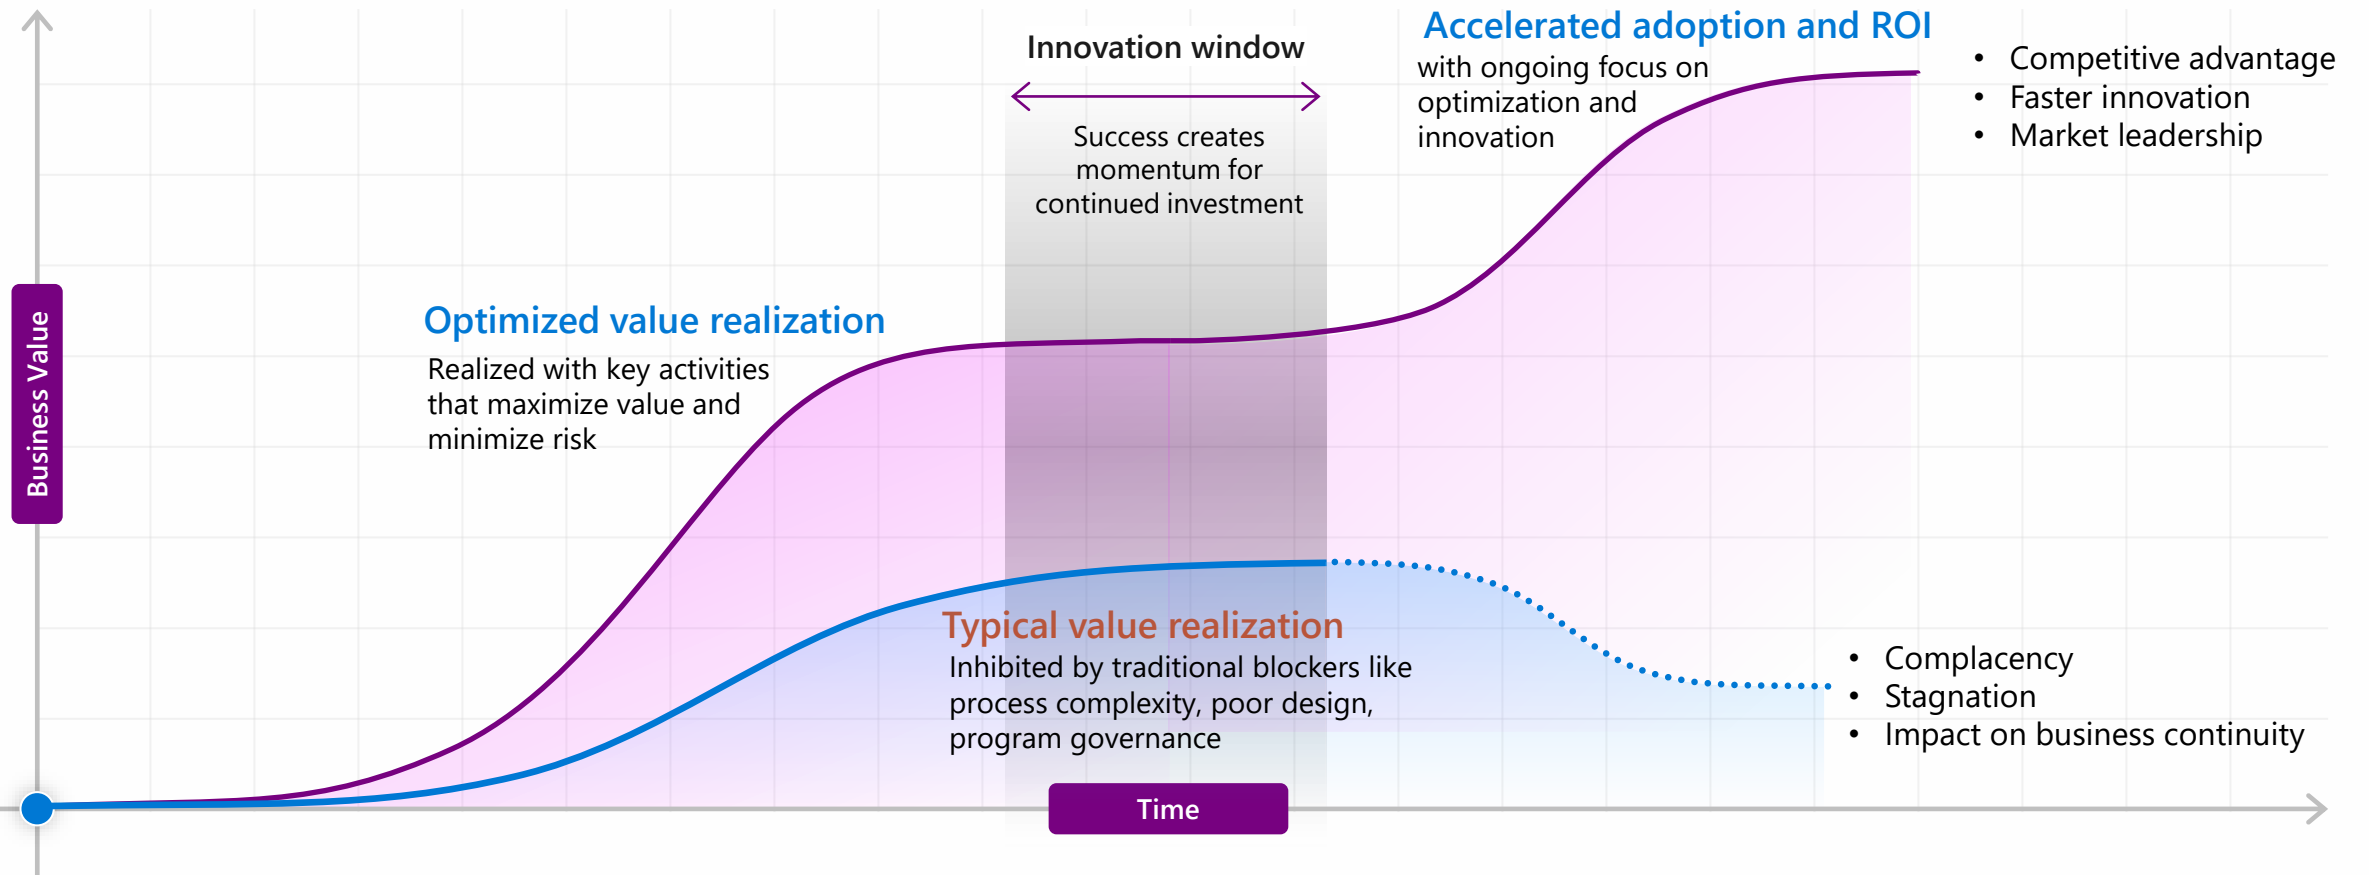 Business Value
Optimized value realization
Realized with key activities
that maximize value and
minimize risk
Innovation window
Success creates
momentum for
continued investment
Accelerated adoption and ROI
with ongoing focus on
optimization and
innovation
• Competitive advantage
• Faster innovation
• Market leadership
Typical value realization
Inhibited by traditional blockers like
process complexity, poor design,
program governance
• Complacency
• Stagnation
• Impact on business continuity
Time